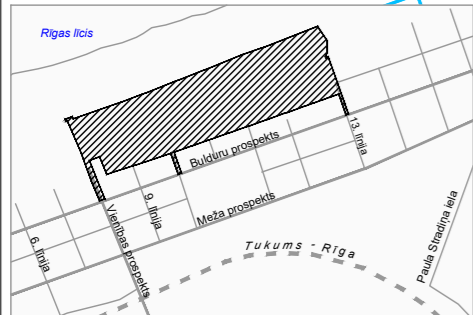 Rīgas līcis
Bulduru prospekts
13. līnija
Meža prospekts
9. līnija
Vienības prospekts
6. līnija
Tukums - Rīga
Paula Stradiņa iela